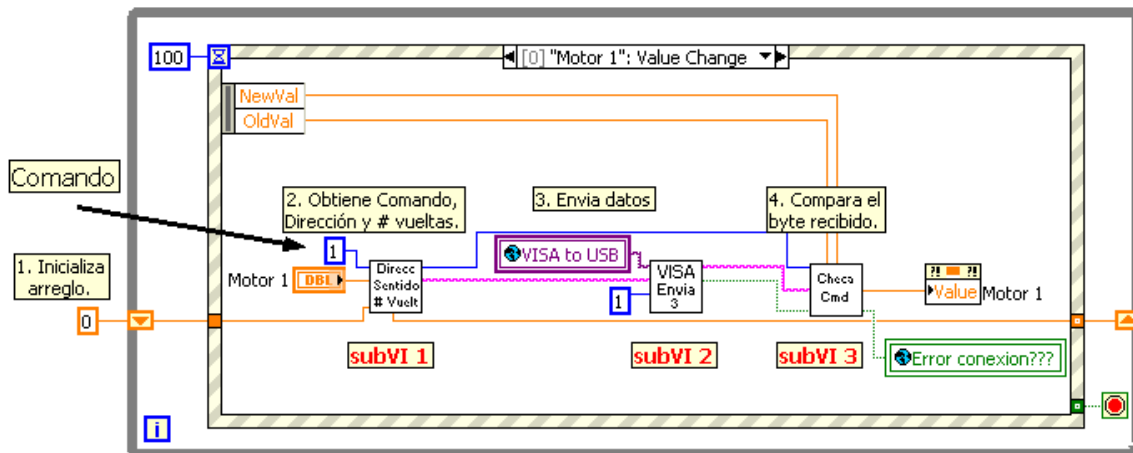 100
[0] "Motor 1": Value Change
NewVal
OldVal
Comando
2. Obtiene Comando,
Dirección y # vueltas.
3. Envia datos
4. Compara el
byte recibido.
1. Inicializa
arreglo.
1
Motor 1
DBL
Direcc
Sentido
# Vuelt
VISA to USB
1
VISA
Envia
3
Checa
Cmd
?! ?!
Value
Motor 1
0
subVI 1
subVI 2
subVI 3
Error conexion???
i